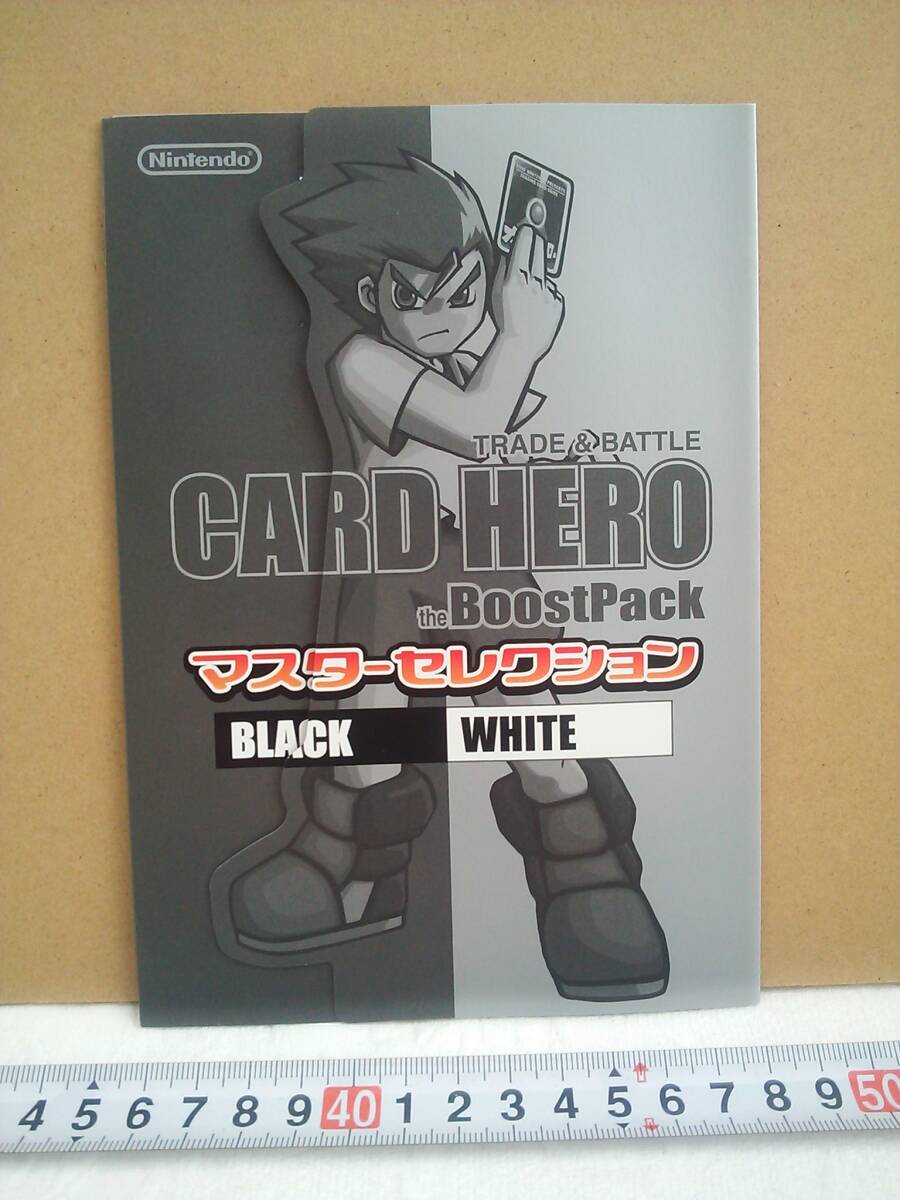 Nintendo®
TRADE & BATTLE
CARD HERO
the BoostPack
マスターセレクション
BLACK WHITE
4 5 6 7 8 9 40 1 2 3 4 5 6 7 8 9 50